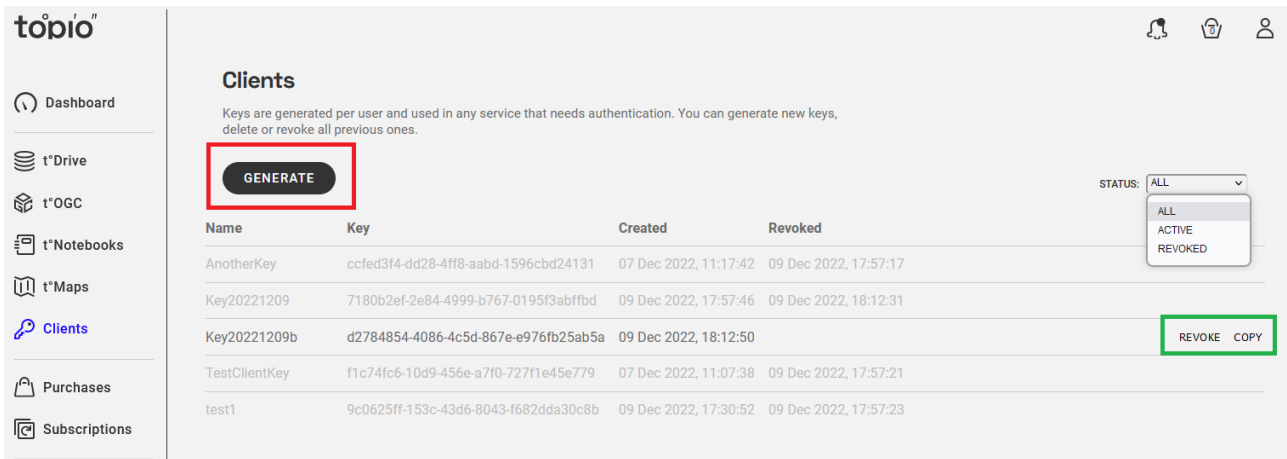 topio
0
Clients
Dashboard
Keys are generated per user and used in any service that needs authentication. You can generate new keys,
delete or revoke all previous ones.
t°Drive
GENERATE
STATUS: ALL
t°OGC
ALL
ACTIVE
REVOKED
Name Key Created Revoked
t°Notebooks
AnotherKey ccfed3f4-dd28-4ff8-aabd-1596cbd24131 07 Dec 2022, 11:17:42 09 Dec 2022, 17:57:17
t°Maps
Key20221209 7180b2ef-2e84-4999-b767-0195f3abffbd 09 Dec 2022, 17:57:46 09 Dec 2022, 18:12:31
Clients
Key20221209b d2784854-4086-4c5d-867e-e976fb25ab5a 09 Dec 2022, 18:12:50 REVOKE COPY
TestClientKey f1c74fc6-10d9-456e-a7f0-727f1e45e779 07 Dec 2022, 11:07:38 09 Dec 2022, 17:57:21
Purchases
test1 9c0625ff-153c-43d6-8043-f682dda30c8b 09 Dec 2022, 17:30:52 09 Dec 2022, 17:57:23
Subscriptions